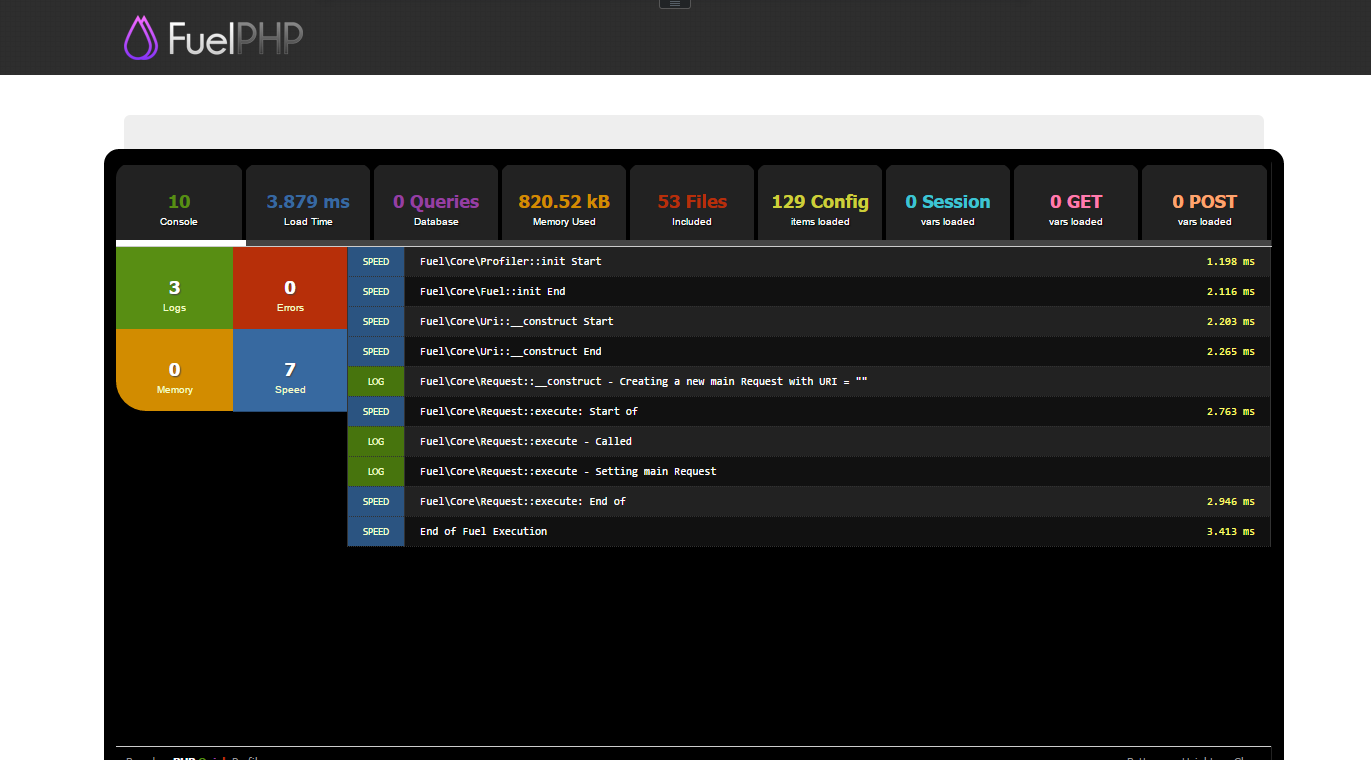 FuelPHP
10 3.879 ms 0 Queries 820.52 kB 53 Files 129 Config 0 Session 0 GET 0 POST
Console Load Time Database Memory Used Included items loaded vars loaded vars loaded vars loaded
3 0
Logs Errors
0 7
Memory Speed
SPEED Fuel\Core\Profiler::init Start 1.198 ms
SPEED Fuel\Core\Fuel::init End 2.116 ms
SPEED Fuel\Core\Uri::__construct Start 2.203 ms
SPEED Fuel\Core\Uri::__construct End 2.265 ms
LOG Fuel\Core\Request::__construct - Creating a new main Request with URI = ""
SPEED Fuel\Core\Request::execute: Start of 2.763 ms
LOG Fuel\Core\Request::execute - Called
LOG Fuel\Core\Request::execute - Setting main Request
SPEED Fuel\Core\Request::execute: End of 2.946 ms
SPEED End of Fuel Execution 3.413 ms
PHP